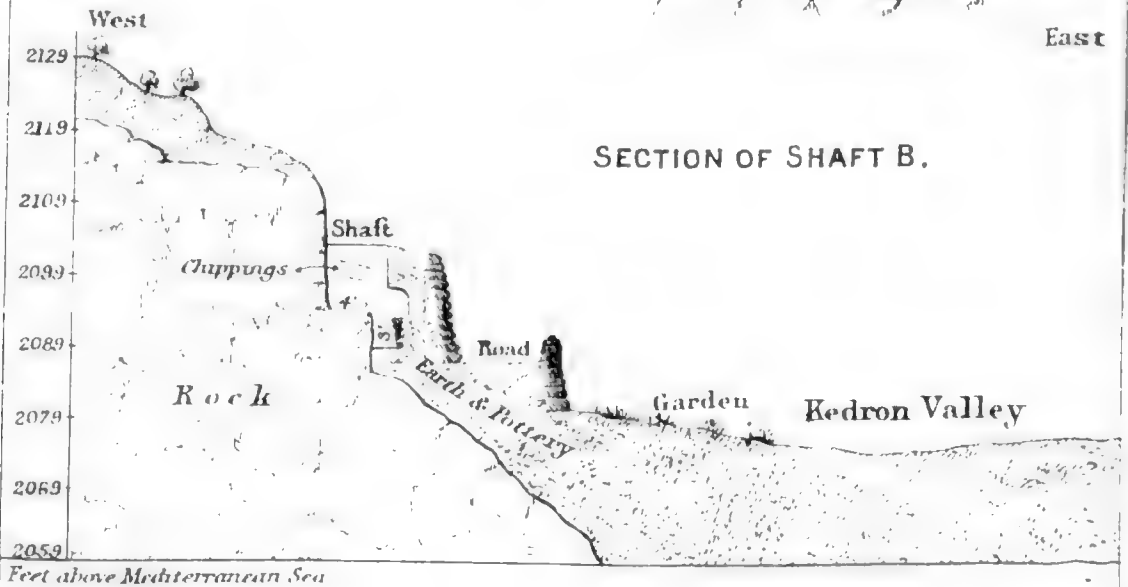 West
East
2129
2119
2109
2099
2089
2079
2069
2059
SECTION OF SHAFT B.
Shaft
Chippings
Road
Rock
Earth & Pottery
Garden
Kedron Valley
Feet above Mediterranean Sea